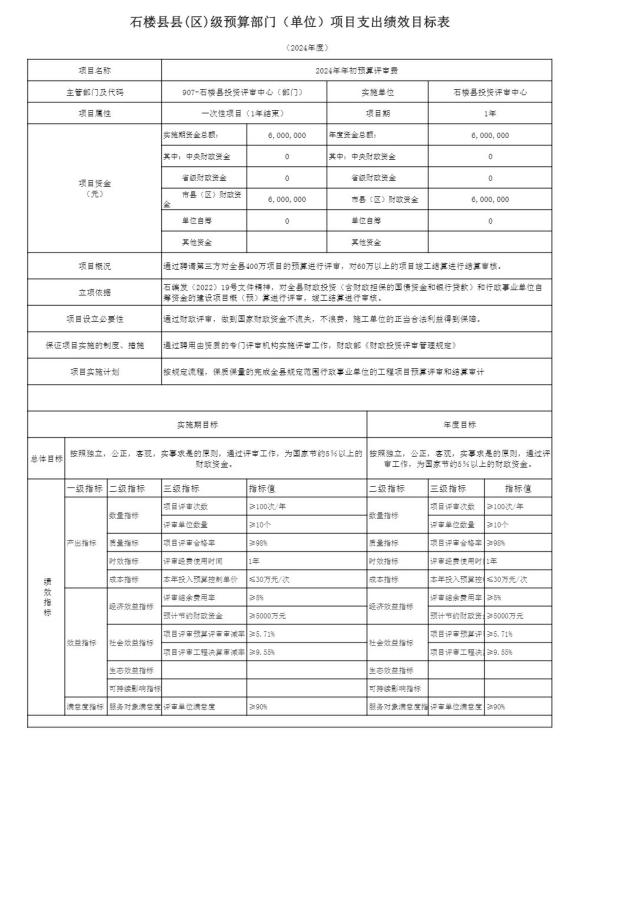 石楼县县(区)级预算部门（单位）项目支出绩效目标表
（2024年度）
项目名称 2024年年初预算评审费
主管部门及代码 907-石楼县投资评审中心（部门） 实施单位 石楼县投资评审中心
项目属性 一次性项目（1年结束） 项目期 1年
项目资金
（元）
实施期资金总额： 6,000,000 年度资金总额： 6,000,000
其中：中央财政资金 0 其中：中央财政资金 0
省级财政资金 0 省级财政资金 0
市县（区）财政资
金 6,000,000 市县（区）财政资金 6,000,000
单位自筹 0 单位自筹 0
其他资金 其他资金
项目概况 通过聘请第三方对全县400万项目的预算进行评审，对60万以上的项目竣工结算进行结算审核。
立项依据 石编发（2022）19号文件精神，对全县财政投资（含财政担保的国债资金和银行贷款）和行政事业单位自
筹资金的建设项目概（预）算进行评审，竣工结算进行审核。
项目设立必要性 通过财政评审，做到国家财政资金不流失，不浪费，施工单位的正当合法利益得到保障。
保证项目实施的制度、措施 通过聘用由资质的专门评审机构实施评审工作，财政部《财政投资评审管理规定》
项目实施计划 按规定流程，保质保量的完成全县规定范围行政事业单位的工程项目预算评审和结算审计
实施期目标 年度目标
总体目标 按照独立，公正，客观，实事求是的原则，通过评审工作，为国家节约5%以上的
财政资金。
按照独立，公正，客观，实事求是的原则，通过评
审工作，为国家节约5%以上的财政资金。
绩效指标
一级指标 二级指标 三级指标 指标值 二级指标 三级指标 指标值
产出指标 数量指标 项目评审次数 ≥100次/年 数量指标 项目评审次数 ≥100次/年
评审单位数量 ≥10个 评审单位数量 ≥10个
质量指标 项目评审合格率 ≥98% 质量指标 项目评审合格率 ≥98%
时效指标 评审经费使用时间 1年 时效指标 评审经费使用时 1年
成本指标 本年投入预算控制单价 ≤30万元/次 成本指标 本年投入预算控 ≤30万元/次
效益指标 经济效益指标 评审结余费用率 ≥8% 经济效益指标 评审结余费用率 ≥8%
预计节约财政资金 ≥5000万元 预计节约财政资 ≥5000万元
社会效益指标 项目评审预算评审审减率 ≥5.71% 社会效益指标 项目评审预算评 ≥5.71%
项目评审工程决算审减率 ≥9.55% 项目评审工程决 ≥9.55%
生态效益指标 生态效益指标
可持续影响指标 可持续影响指标
满意度指标 服务对象满意度 评审单位满意度 ≥90% 服务对象满意度指 评审单位满意度 ≥90%